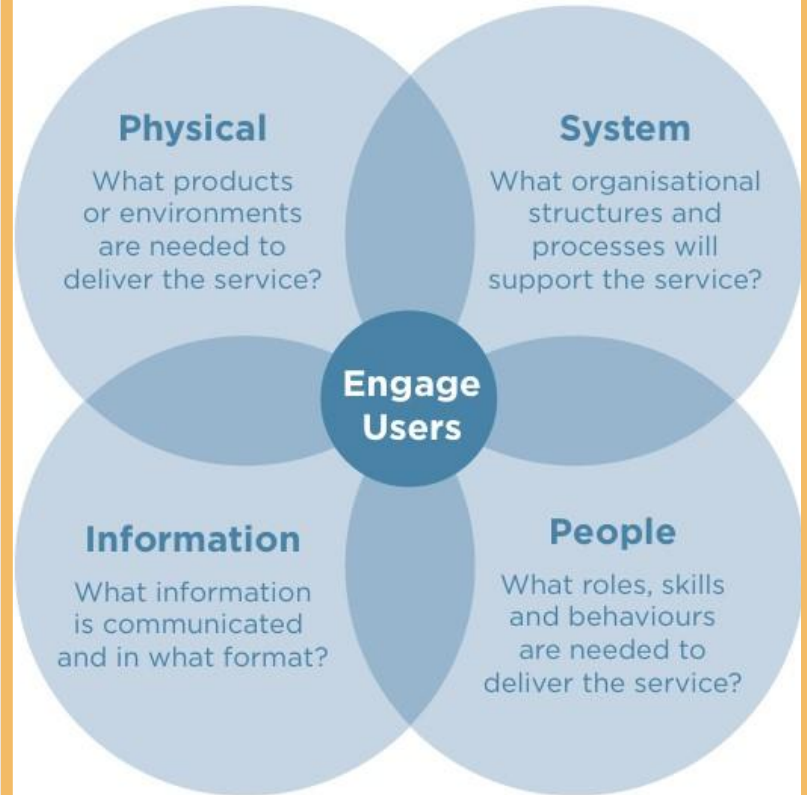 Physical
What products
or environments
are needed to
deliver the service?
System
What organisational
structures and
processes will
support the service?
Engage
Users
Information
What information
is communicated
and in what format?
People
What roles, skills
and behaviours
are needed to
deliver the service?